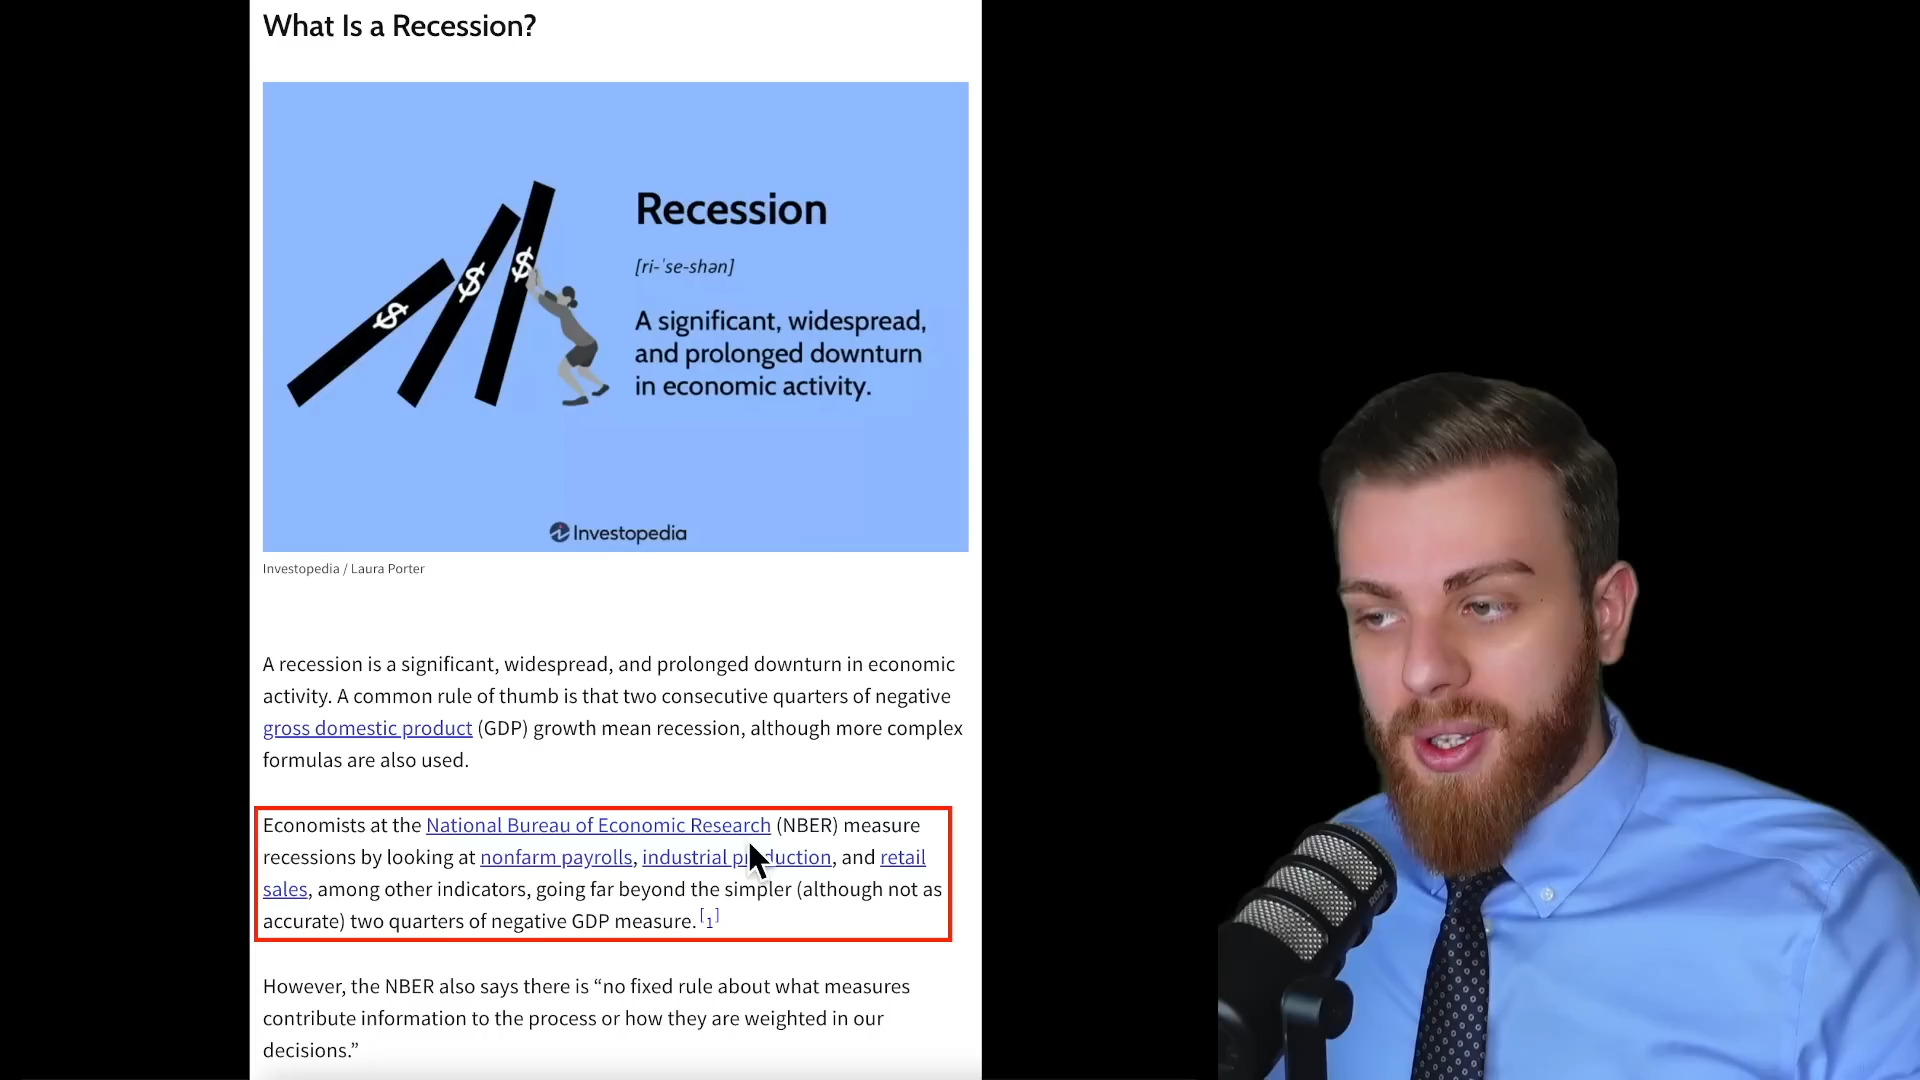 What Is a Recession?
$
$
$
Recession
[ri-ˈse-shən]
A significant, widespread,
and prolonged downturn
in economic activity.
Investopedia
Investopedia / Laura Porter
A recession is a significant, widespread, and prolonged downturn in economic
activity. A common rule of thumb is that two consecutive quarters of negative
gross domestic product (GDP) growth mean recession, although more complex
formulas are also used.
Economists at the National Bureau of Economic Research (NBER) measure
recessions by looking at nonfarm payrolls, industrial production, and retail
sales, among other indicators, going far beyond the simpler (although not as
accurate) two quarters of negative GDP measure. [1]
However, the NBER also says there is “no fixed rule about what measures
contribute information to the process or how they are weighted in our
decisions.”
RODE